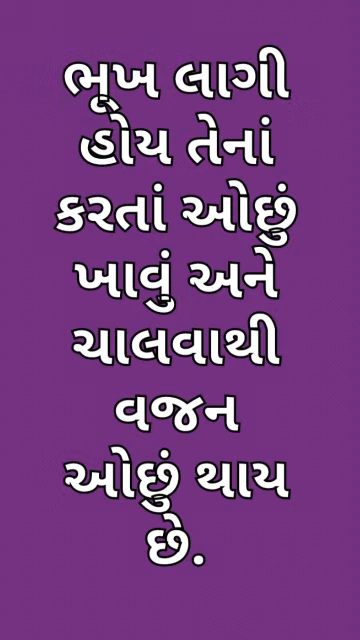 ભૂખ લાગી
હોય તેનાં
કરતાં ઓછું
ખાવું અને
ચાલવાથી
વજન
ઓછું થાય
છે.